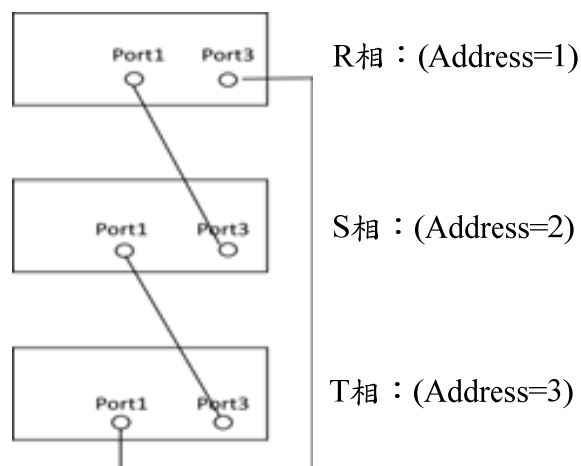 Port1 Port3
R相：(Address=1)
Port1 Port3
S相：(Address=2)
Port1 Port3
T相：(Address=3)